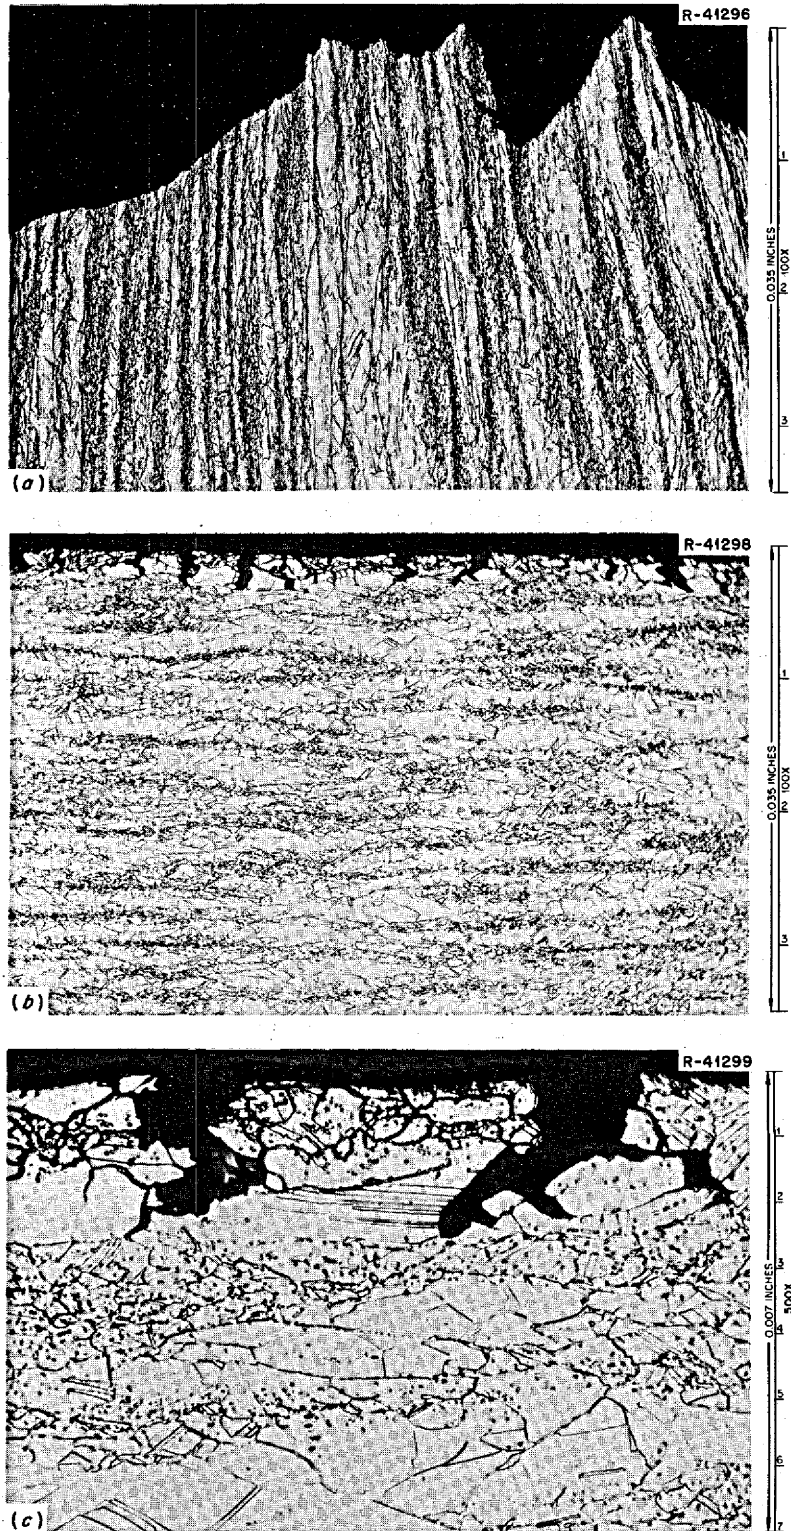 R-41296
0.035 INCHES
100X
1
2
3
(a)
R-41298
0.035 INCHES
100X
1
2
3
(b)
R-41299
0.007 INCHES
500X
1
2
3
4
5
6
7
(c)